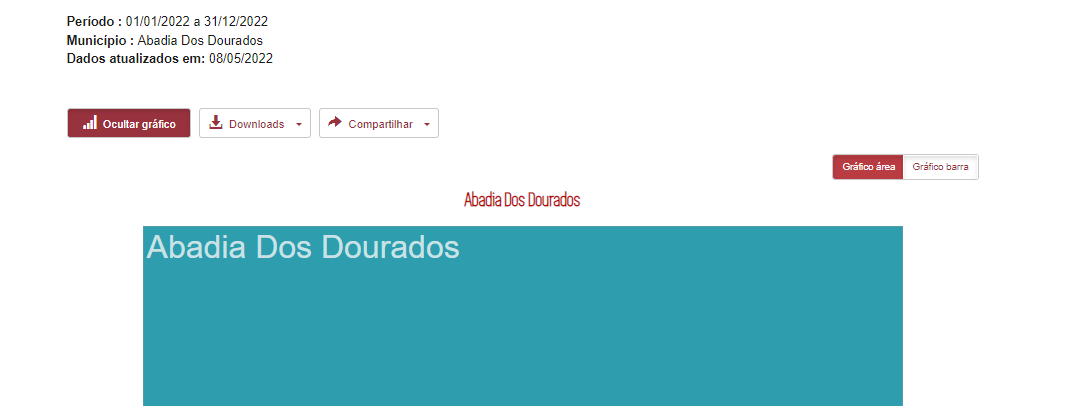 Período : 01/01/2022 a 31/12/2022
Município : Abadia Dos Dourados
Dados atualizados em: 08/05/2022
Ocultar gráfico
Downloads
Compartilhar
Gráfico área
Gráfico barra
Abadia Dos Dourados
Abadia Dos Dourados